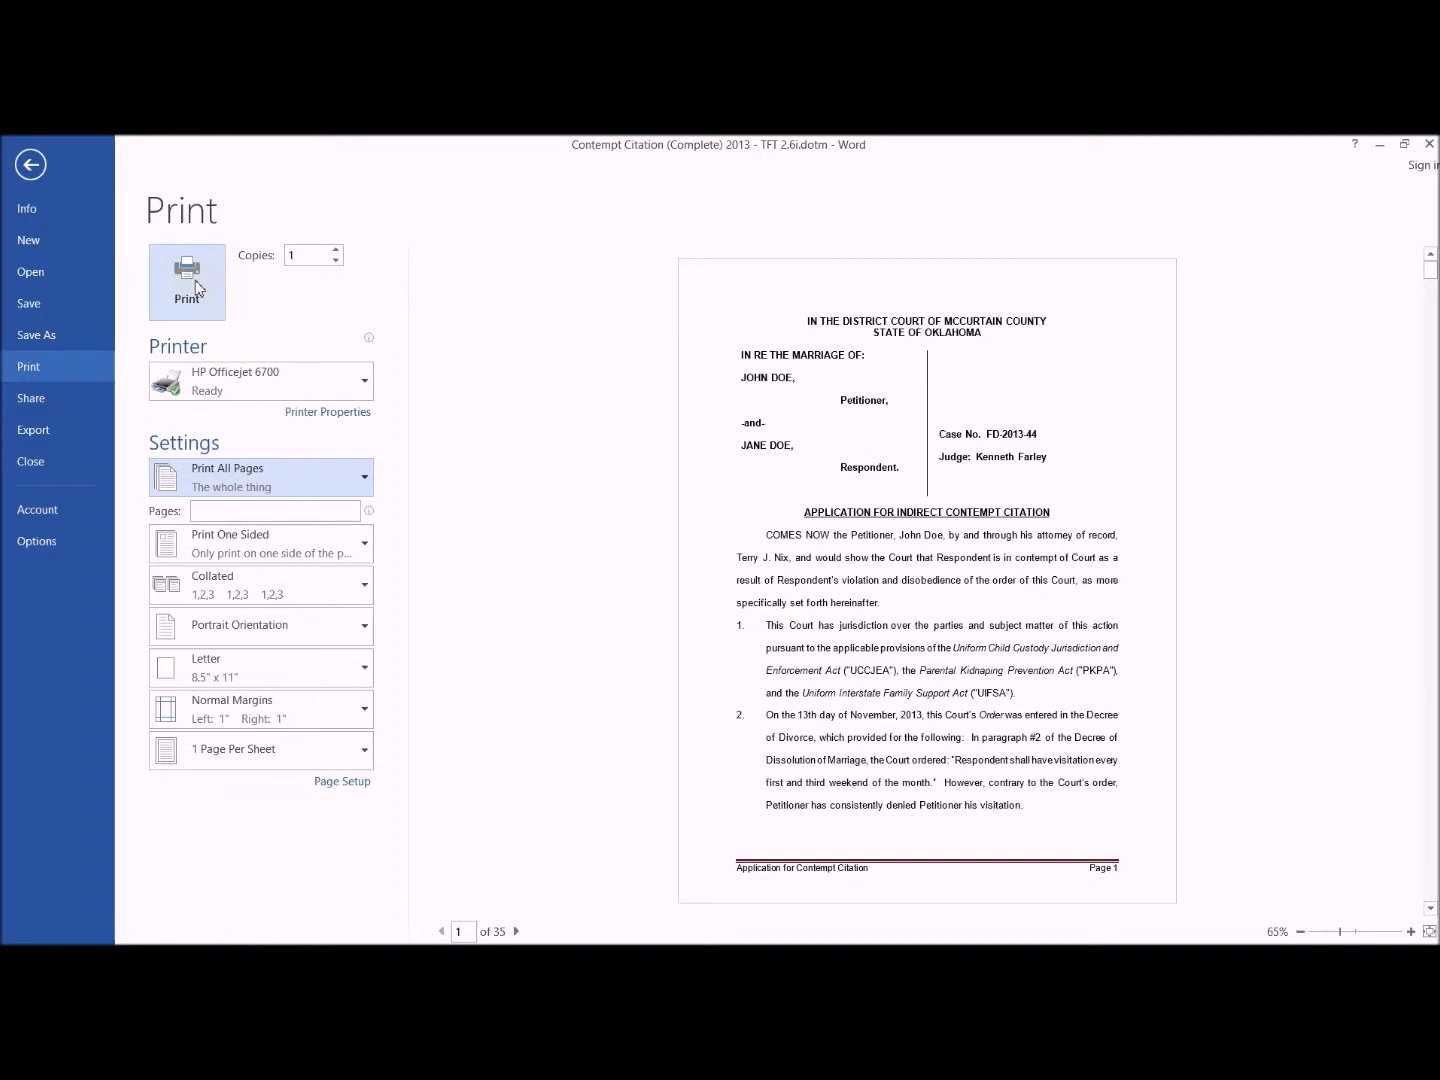 Contempt Citation (Complete) 2013 - TFT 2.6i.dotm - Word
?
Sign in
Info
New
Open
Save
Save As
Print
Share
Export
Close
Account
Options
Print
Print
Copies: 1
Printer
HP Officejet 6700
Ready
Printer Properties
Settings
Print All Pages
The whole thing
Pages:
Print One Sided
Only print on one side of the p...
Collated
1,2,3 1,2,3 1,2,3
Portrait Orientation
Letter
8.5" x 11"
Normal Margins
Left: 1" Right: 1"
1 Page Per Sheet
Page Setup
IN THE DISTRICT COURT OF MCCURTAIN COUNTY
STATE OF OKLAHOMA
IN RE THE MARRIAGE OF:
JOHN DOE,
Petitioner,
-and-
JANE DOE,
Respondent.
Case No. FD-2013-44
Judge: Kenneth Farley
APPLICATION FOR INDIRECT CONTEMPT CITATION
COMES NOW the Petitioner, John Doe, by and through his attorney of record,
Terry J. Nix, and would show the Court that Respondent is in contempt of Court as a
result of Respondent's violation and disobedience of the order of this Court, as more
specifically set forth hereinafter.
1. This Court has jurisdiction over the parties and subject matter of this action
pursuant to the applicable provisions of the Uniform Child Custody Jurisdiction and
Enforcement Act ("UCCJEA"), the Parental Kidnaping Prevention Act ("PKPA"),
and the Uniform Interstate Family Support Act ("UIFSA").
2. On the 13th day of November, 2013, this Court's Order was entered in the Decree
of Divorce, which provided for the following: In paragraph #2 of the Decree of
Dissolution of Marriage, the Court ordered: "Respondent shall have visitation every
first and third weekend of the month." However, contrary to the Court's order,
Petitioner has consistently denied Petitioner his visitation.
Application for Contempt Citation Page 1
1 of 35
65%